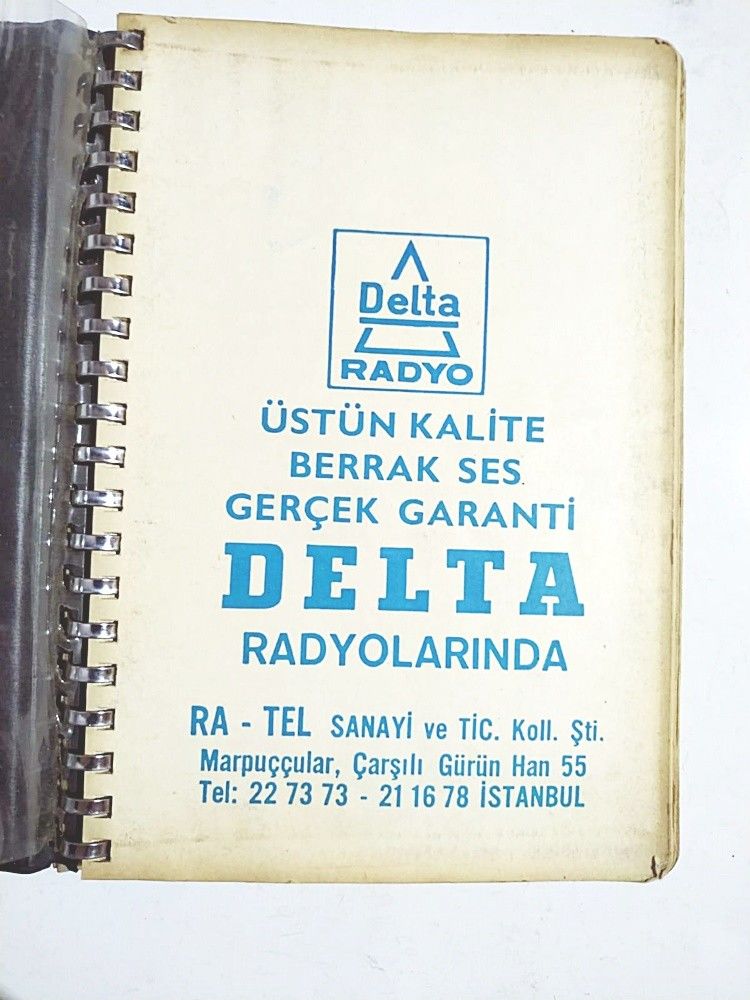 Delta
RADYO
ÜSTÜN KALİTE
BERRAK SES
GERÇEK GARANTİ
DELTA
RADYOLARINDA
RA - TEL SANAYİ ve TİC. Koll. Şti.
Marpuççular, Çarşılı Gürün Han 55
Tel: 22 73 73 - 21 16 78 İSTANBUL